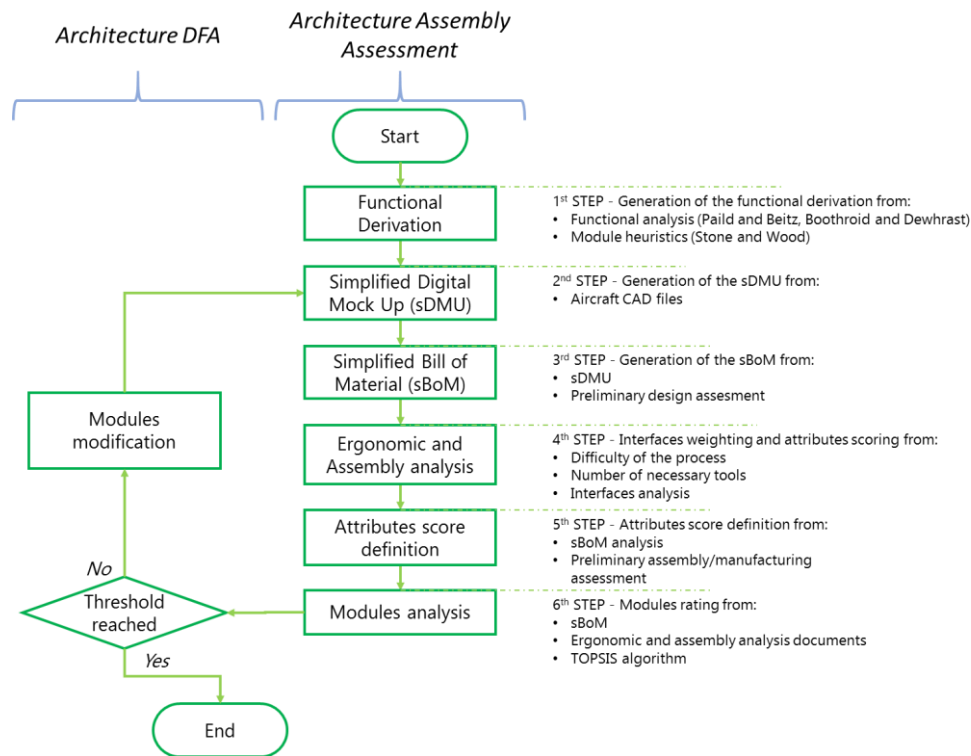 Architecture DFA
Architecture Assembly
Assessment
Start
Functional
Derivation
1st STEP - Generation of the functional derivation from:
• Functional analysis (Paild and Beitz, Boothroid and Dewhrast)
• Module heuristics (Stone and Wood)
Simplified Digital
Mock Up (sDMU)
2nd STEP - Generation of the sDMU from:
• Aircraft CAD files
Simplified Bill of
Material (sBoM)
3rd STEP - Generation of the sBoM from:
• sDMU
• Preliminary design assesment
Modules
modification
Ergonomic and
Assembly analysis
4th STEP - Interfaces weighting and attributes scoring from:
• Difficulty of the process
• Number of necessary tools
• Interfaces analysis
Attributes score
definition
5th STEP - Attributes score definition from:
• sBoM analysis
• Preliminary assembly/manufacturing
assessment
No
Threshold
reached
Yes
Modules analysis
6th STEP - Modules rating from:
• sBoM
• Ergonomic and assembly analysis documents
• TOPSIS algorithm
End